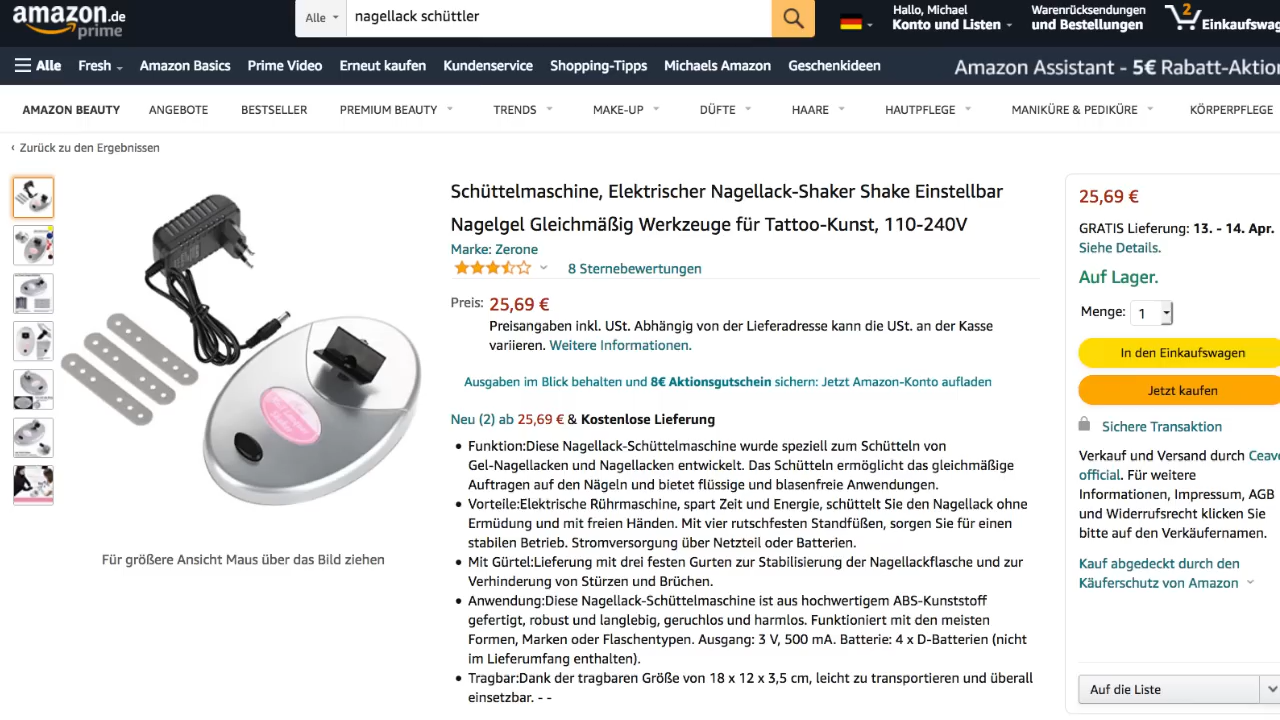 amazon.de
prime
Alle
nagellack schüttler
Hallo, Michael
Konto und Listen
Warenrücksendungen
und Bestellungen
2
Einkaufswag
Alle
Fresh
Amazon Basics
Prime Video
Erneut kaufen
Kundenservice
Shopping-Tipps
Michaels Amazon
Geschenkideen
Amazon Assistant - 5€ Rabatt-Aktion
AMAZON BEAUTY
ANGEBOTE
BESTSELLER
PREMIUM BEAUTY
TRENDS
MAKE-UP
DÜFTE
HAARE
HAUTPFLEGE
MANIKÜRE & PEDIKÜRE
KÖRPERPFLEGE
‹ Zurück zu den Ergebnissen
Für größere Ansicht Maus über das Bild ziehen
Schüttelmaschine, Elektrischer Nagellack-Shaker Shake Einstellbar
Nagelgel Gleichmäßig Werkzeuge für Tattoo-Kunst, 110-240V
Marke: Zerone
8 Sternebewertungen
Preis: 25,69 €
Preisangaben inkl. USt. Abhängig von der Lieferadresse kann die USt. an der Kasse
variieren. Weitere Informationen.
Ausgaben im Blick behalten und 8€ Aktionsgutschein sichern: Jetzt Amazon-Konto aufladen
Neu (2) ab 25,69 € & Kostenlose Lieferung
• Funktion:Diese Nagellack-Schüttelmaschine wurde speziell zum Schütteln von
Gel-Nagellacken und Nagellacken entwickelt. Das Schütteln ermöglicht das gleichmäßige
Auftragen auf den Nägeln und bietet flüssige und blasenfreie Anwendungen.
• Vorteile:Elektrische Rührmaschine, spart Zeit und Energie, schüttelt Sie den Nagellack ohne
Ermüdung und mit freien Händen. Mit vier rutschfesten Standfüßen, sorgen Sie für einen
stabilen Betrieb. Stromversorgung über Netzteil oder Batterien.
• Mit Gürtel:Lieferung mit drei festen Gurten zur Stabilisierung der Nagellackflasche und zur
Verhinderung von Stürzen und Brüchen.
• Anwendung:Diese Nagellack-Schüttelmaschine ist aus hochwertigem ABS-Kunststoff
gefertigt, robust und langlebig, geruchlos und harmlos. Funktioniert mit den meisten
Formen, Marken oder Flaschentypen. Ausgang: 3 V, 500 mA. Batterie: 4 x D-Batterien (nicht
im Lieferumfang enthalten).
• Tragbar:Dank der tragbaren Größe von 18 x 12 x 3,5 cm, leicht zu transportieren und überall
einsetzbar. - -
25,69 €
GRATIS Lieferung: 13. - 14. Apr.
Siehe Details.
Auf Lager.
Menge: 1
In den Einkaufswagen
Jetzt kaufen
Sichere Transaktion
Verkauf und Versand durch Ceave
official. Für weitere
Informationen, Impressum, AGB
und Widerrufsrecht klicken Sie
bitte auf den Verkäufernamen.
Kauf abgedeckt durch den
Käuferschutz von Amazon
Auf die Liste